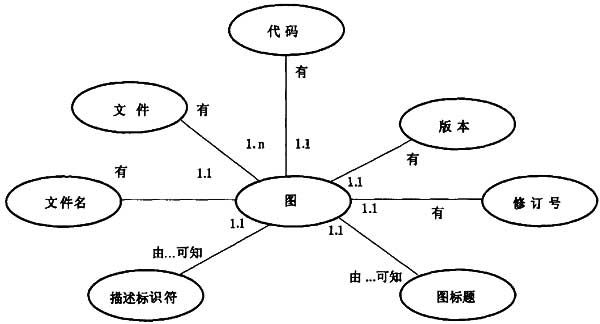 代码
有
文件
有
版本
1.n
1.1
有
有
1.1
1.1
文件名
图
1.1
修订号
1.1
1.1
有
由...可知
由...可知
描述标识符
图标题